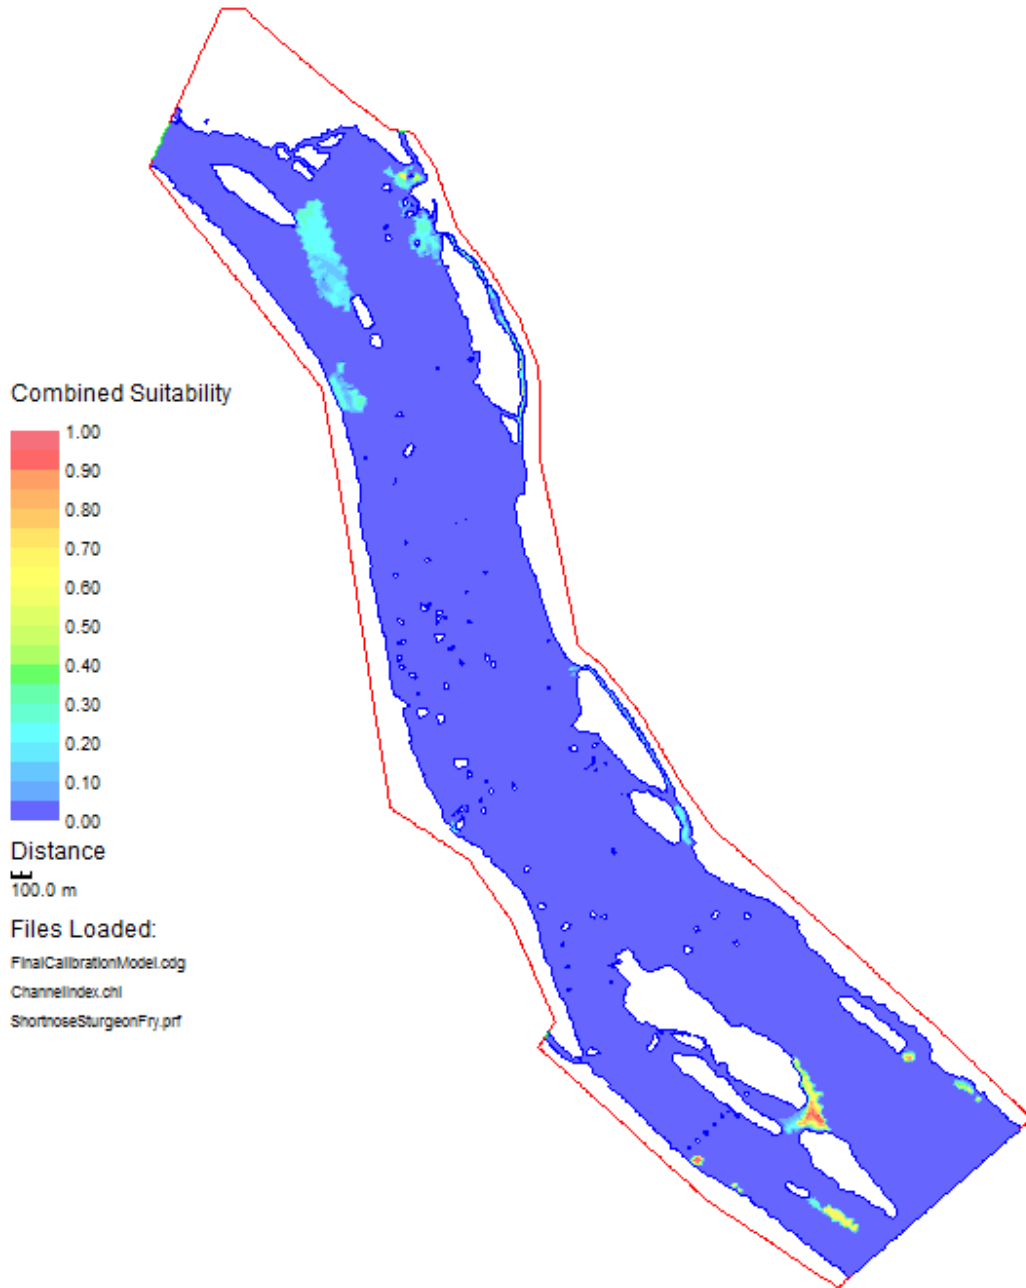 Combined Suitability
1.00
0.90
0.80
0.70
0.60
0.50
0.40
0.30
0.20
0.10
0.00
Distance
100.0 m
Files Loaded:
FinalCalibrationModel.cdg
ChannelIndex.chi
ShortnoseSturgeonFry.prf